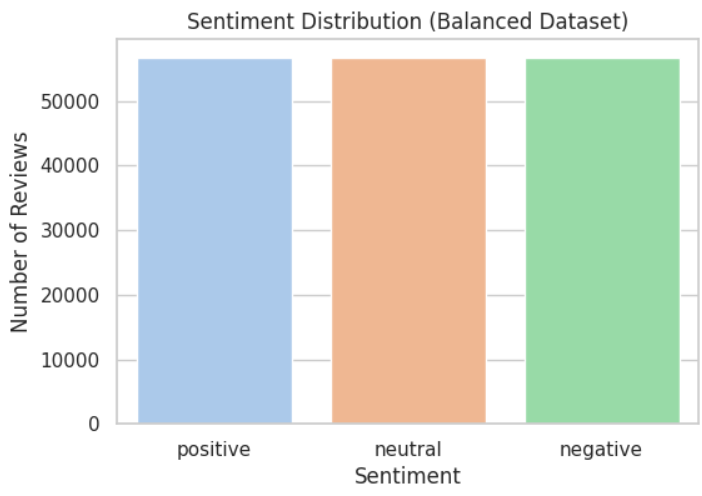 Sentiment Distribution (Balanced Dataset)
Number of Reviews
50000
40000
30000
20000
10000
0
positive
neutral
negative
Sentiment